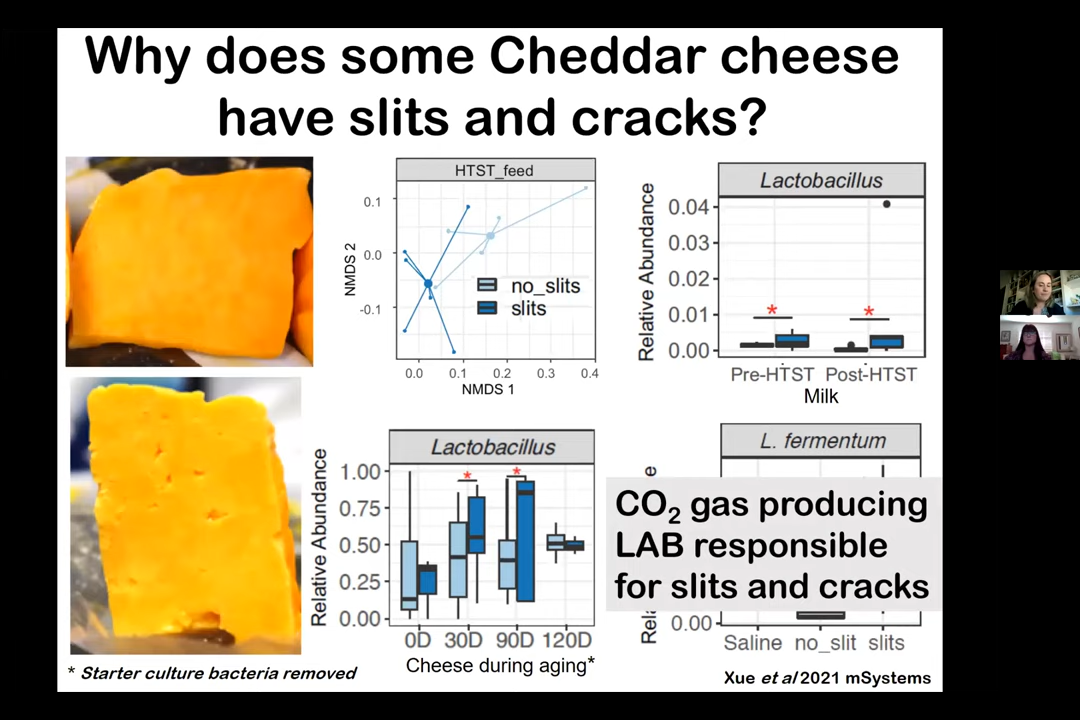 Why does some Cheddar cheese
have slits and cracks?
HTST_feed
NMDS 2
0.1
0.0
-0.1
no_slits
slits
0.0
0.1
0.2
0.3
0.4
NMDS 1
Lactobacillus
Relative Abundance
0.04
0.03
0.02
0.01
0.00
*
*
Pre-HTST
Post-HTST
Milk
Lactobacillus
Relative Abundance
1.00
0.75
0.50
0.25
0.00
*
*
0D
30D
90D
120D
Cheese during aging*
L. fermentum
CO₂ gas producing
LAB responsible
for slits and cracks
0.00
Saline
no_slit
slits
* Starter culture bacteria removed
Xue et al 2021 mSystems